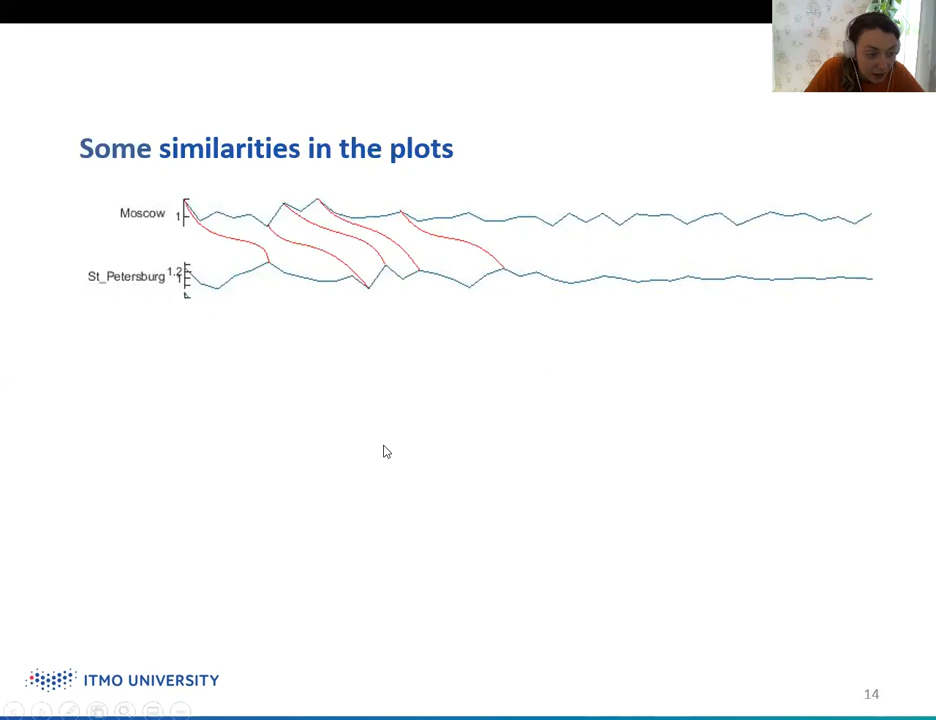 Some similarities in the plots
Moscow 1
St_Petersburg 1.2
1
ITMO UNIVERSITY
14